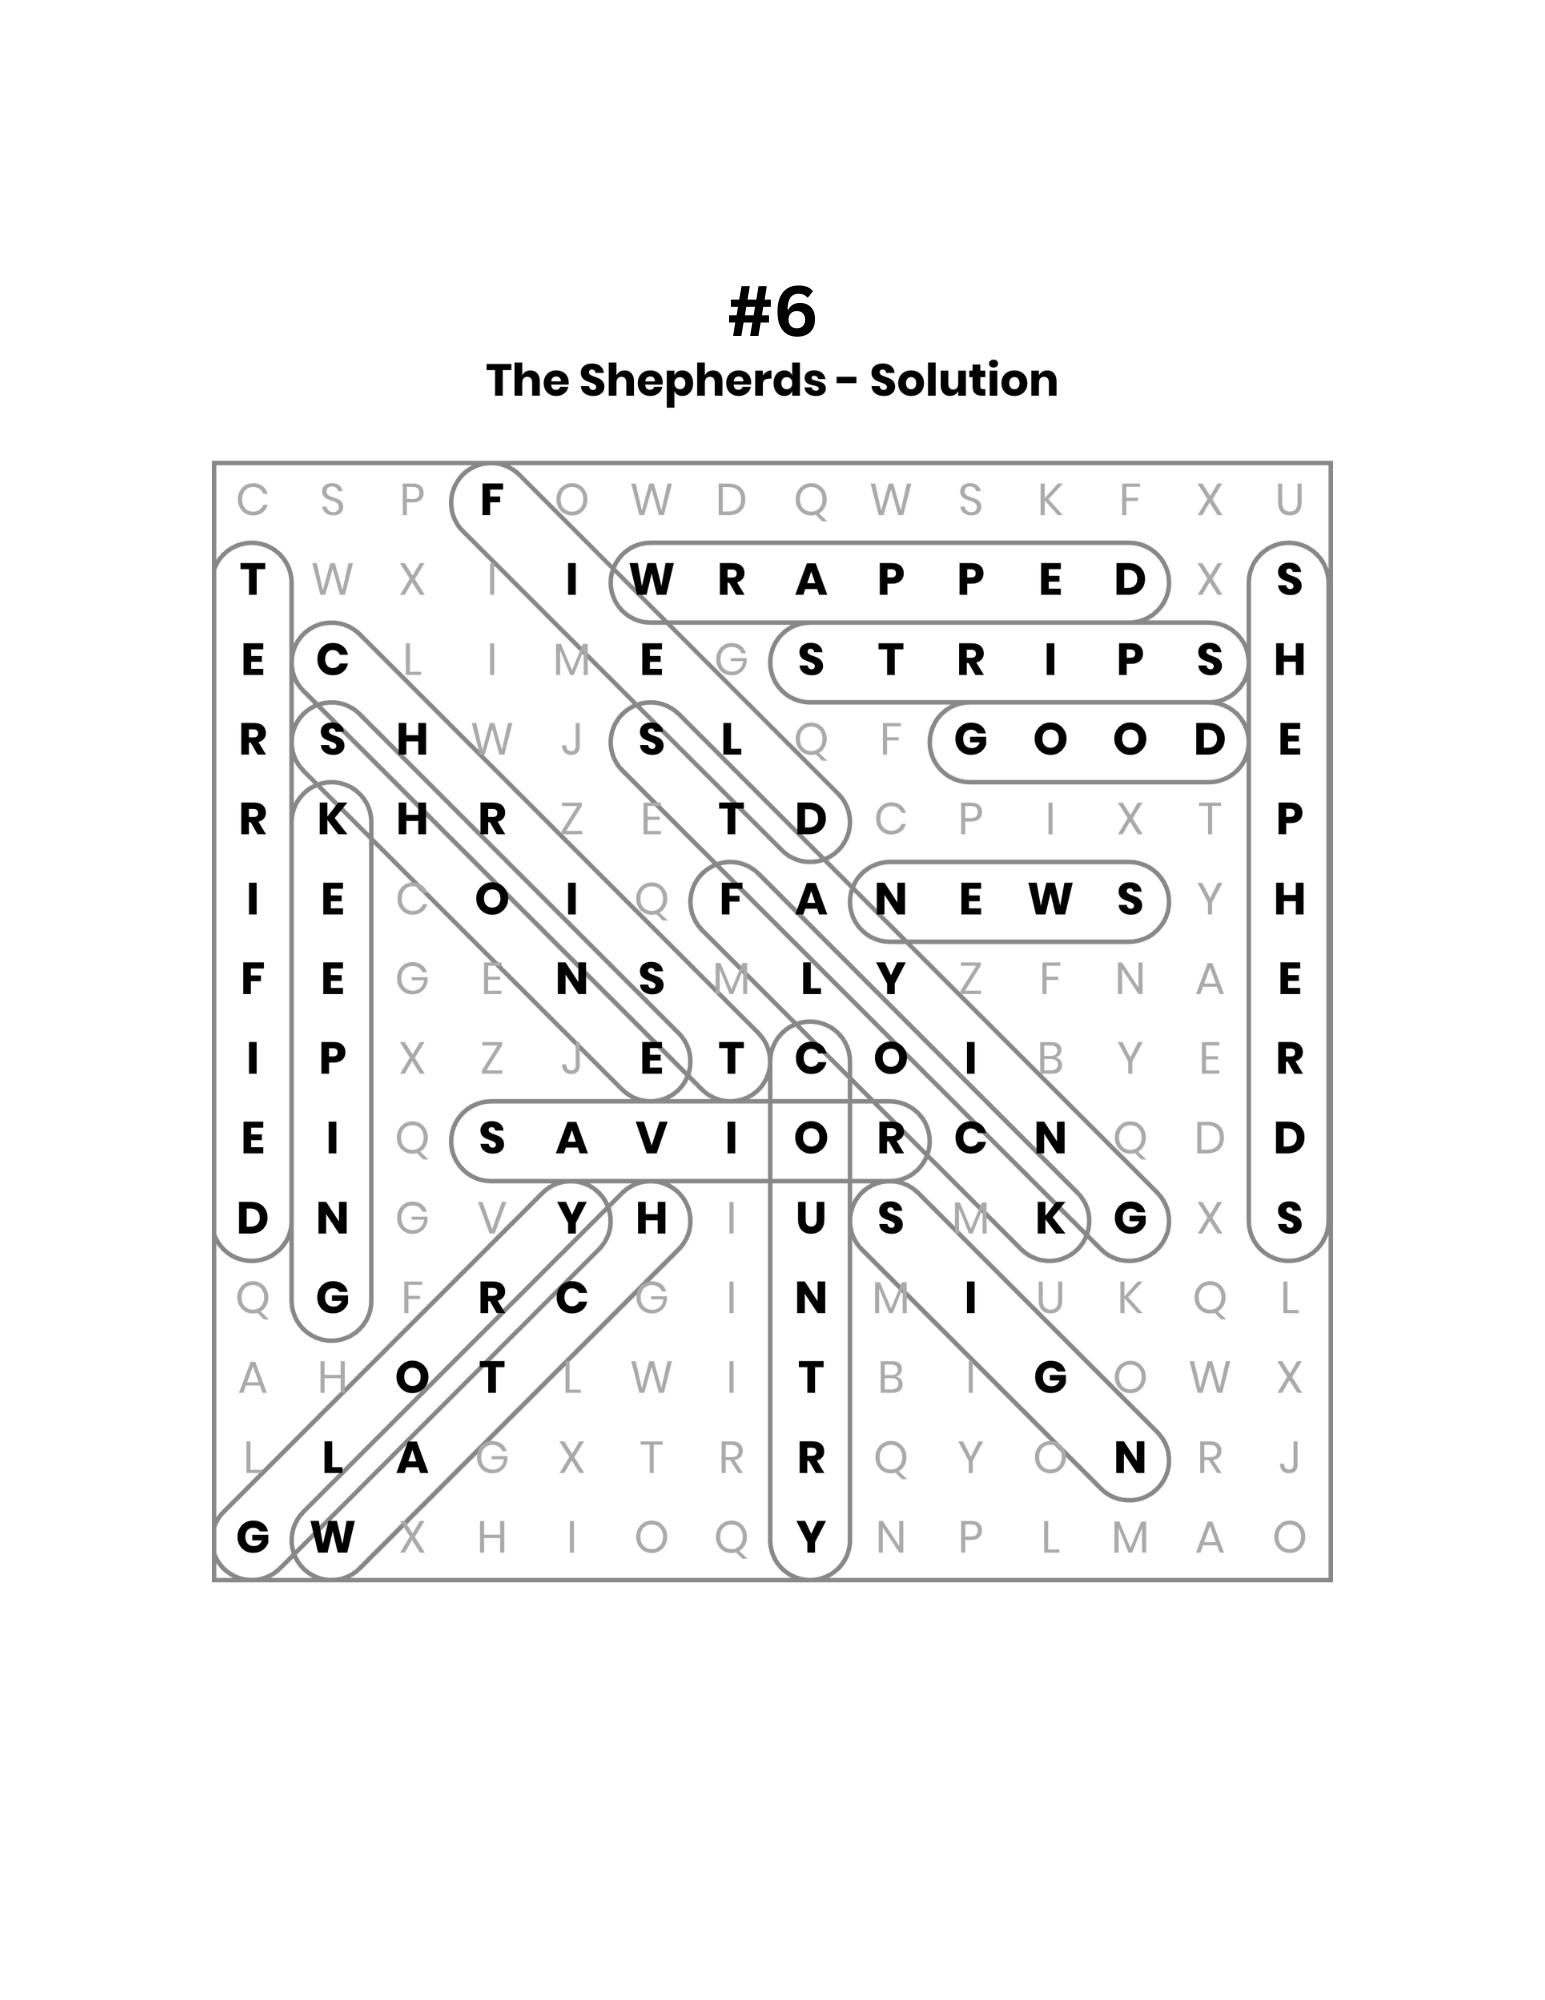 #6
The Shepherds - Solution
C S P F O W D Q W S K F X U
T W X I I W R A P P E D X S
E C L I M E G S T R I P S H
R S H W J S L Q F G O O D E
R K H R Z E T D C P I X T P
I E C O I Q F A N E W S Y H
F E G E N S M L Y Z F N A E
I P X Z J E T C O I B Y E R
E I Q S A V I O R C N Q D D
D N G V Y H I U S M K G X S
Q G F R C G I N M I U K Q L
A H O T L W I T B I G O W X
L L A G X T R R Q Y O N R J
G W X H I O Q Y N P L M A O